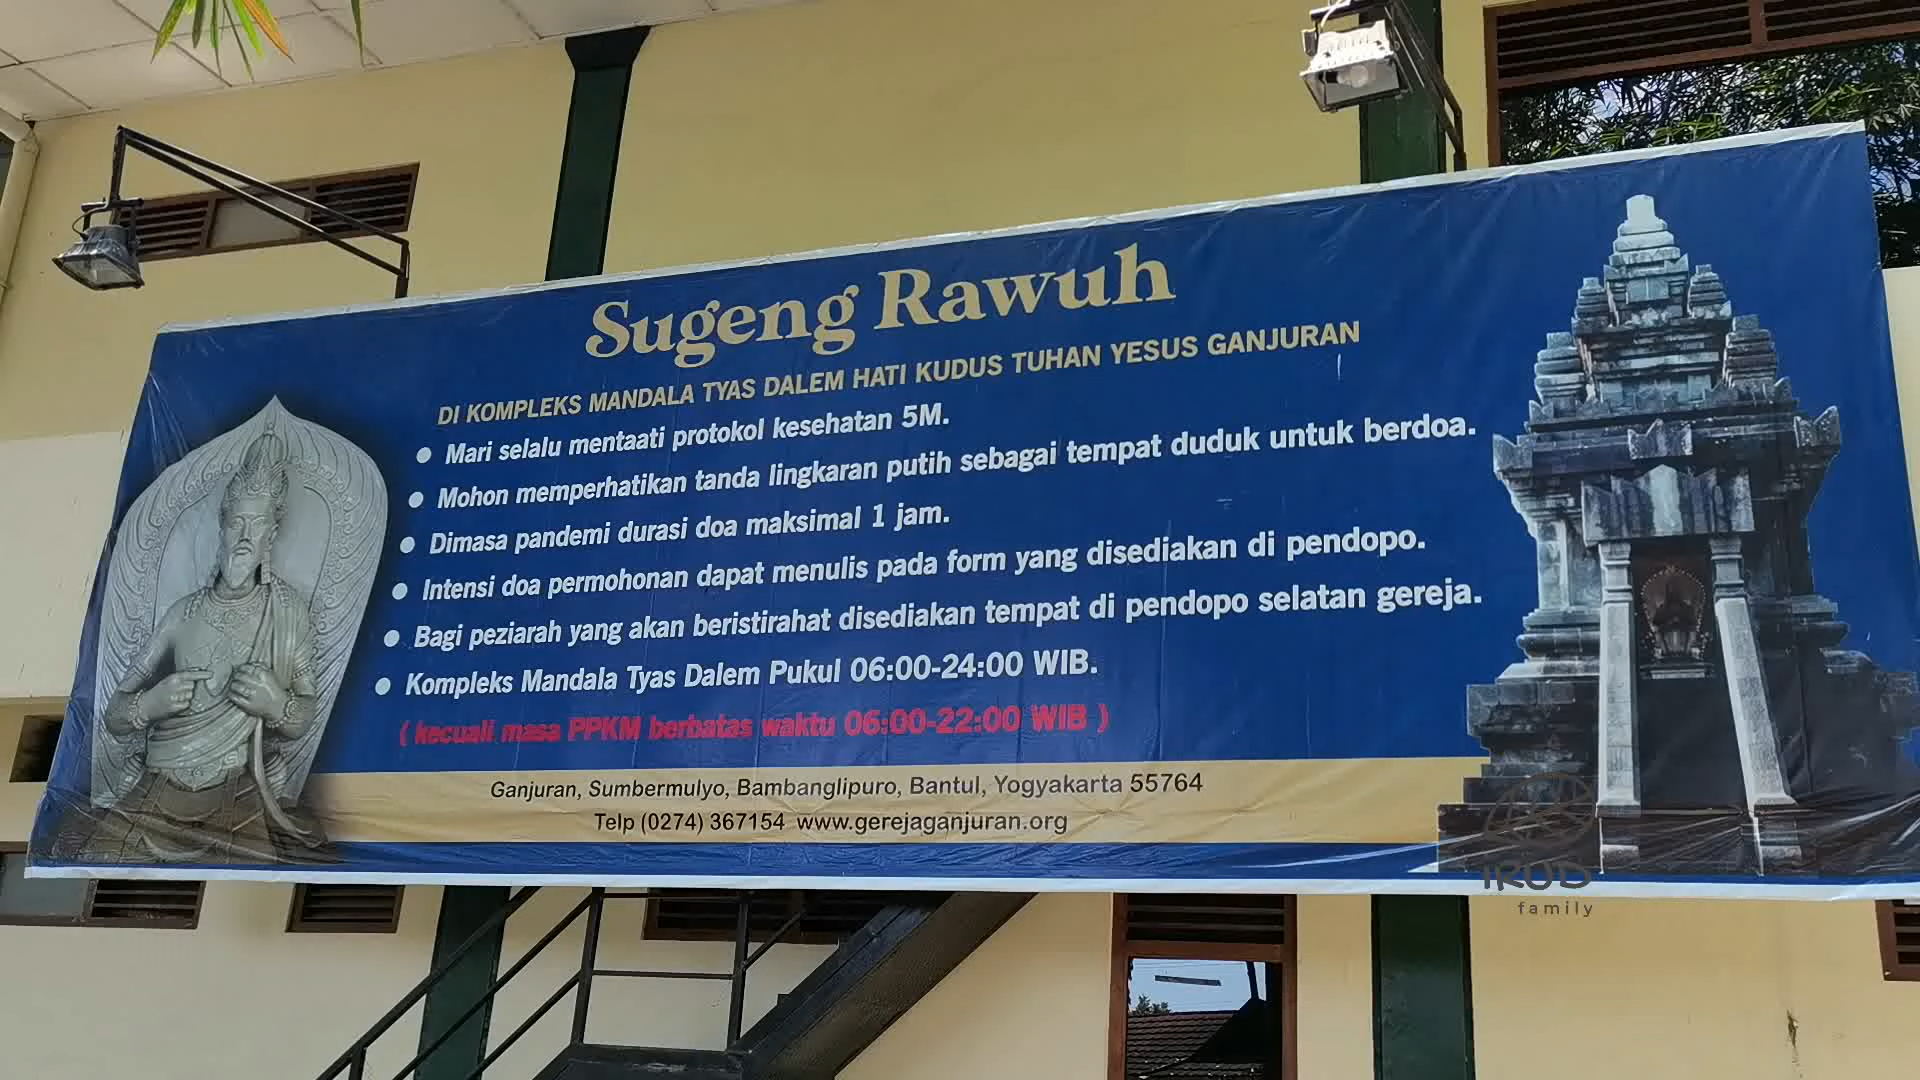 Sugeng Rawuh
DI KOMPLEKS MANDALA TYAS DALEM HATI KUDUS TUHAN YESUS GANJURAN
● Mari selalu mentaati protokol kesehatan 5M.
● Mohon memperhatikan tanda lingkaran putih sebagai tempat duduk untuk berdoa.
● Dimasa pandemi durasi doa maksimal 1 jam.
● Intensi doa permohonan dapat menulis pada form yang disediakan di pendopo.
● Bagi peziarah yang akan beristirahat disediakan tempat di pendopo selatan gereja.
● Kompleks Mandala Tyas Dalem Pukul 06:00-24:00 WIB.
( kecuali masa PPKM berbatas waktu 06:00-22:00 WIB )
Ganjuran, Sumbermulyo, Bambanglipuro, Bantul, Yogyakarta 55764
Telp (0274) 367154 www.gerejaganjuran.org
IRUD
family